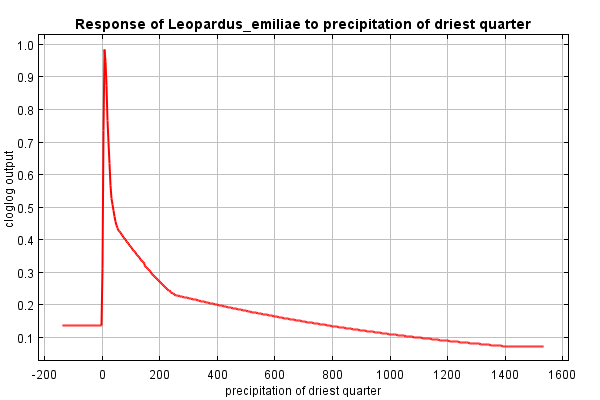 Response of Leopardus_emiliae to precipitation of driest quarter
1.0
0.9
0.8
0.7
0.6
0.5
0.4
0.3
0.2
0.1
cloglog output
-200 0 200 400 600 800 1000 1200 1400 1600
precipitation of driest quarter